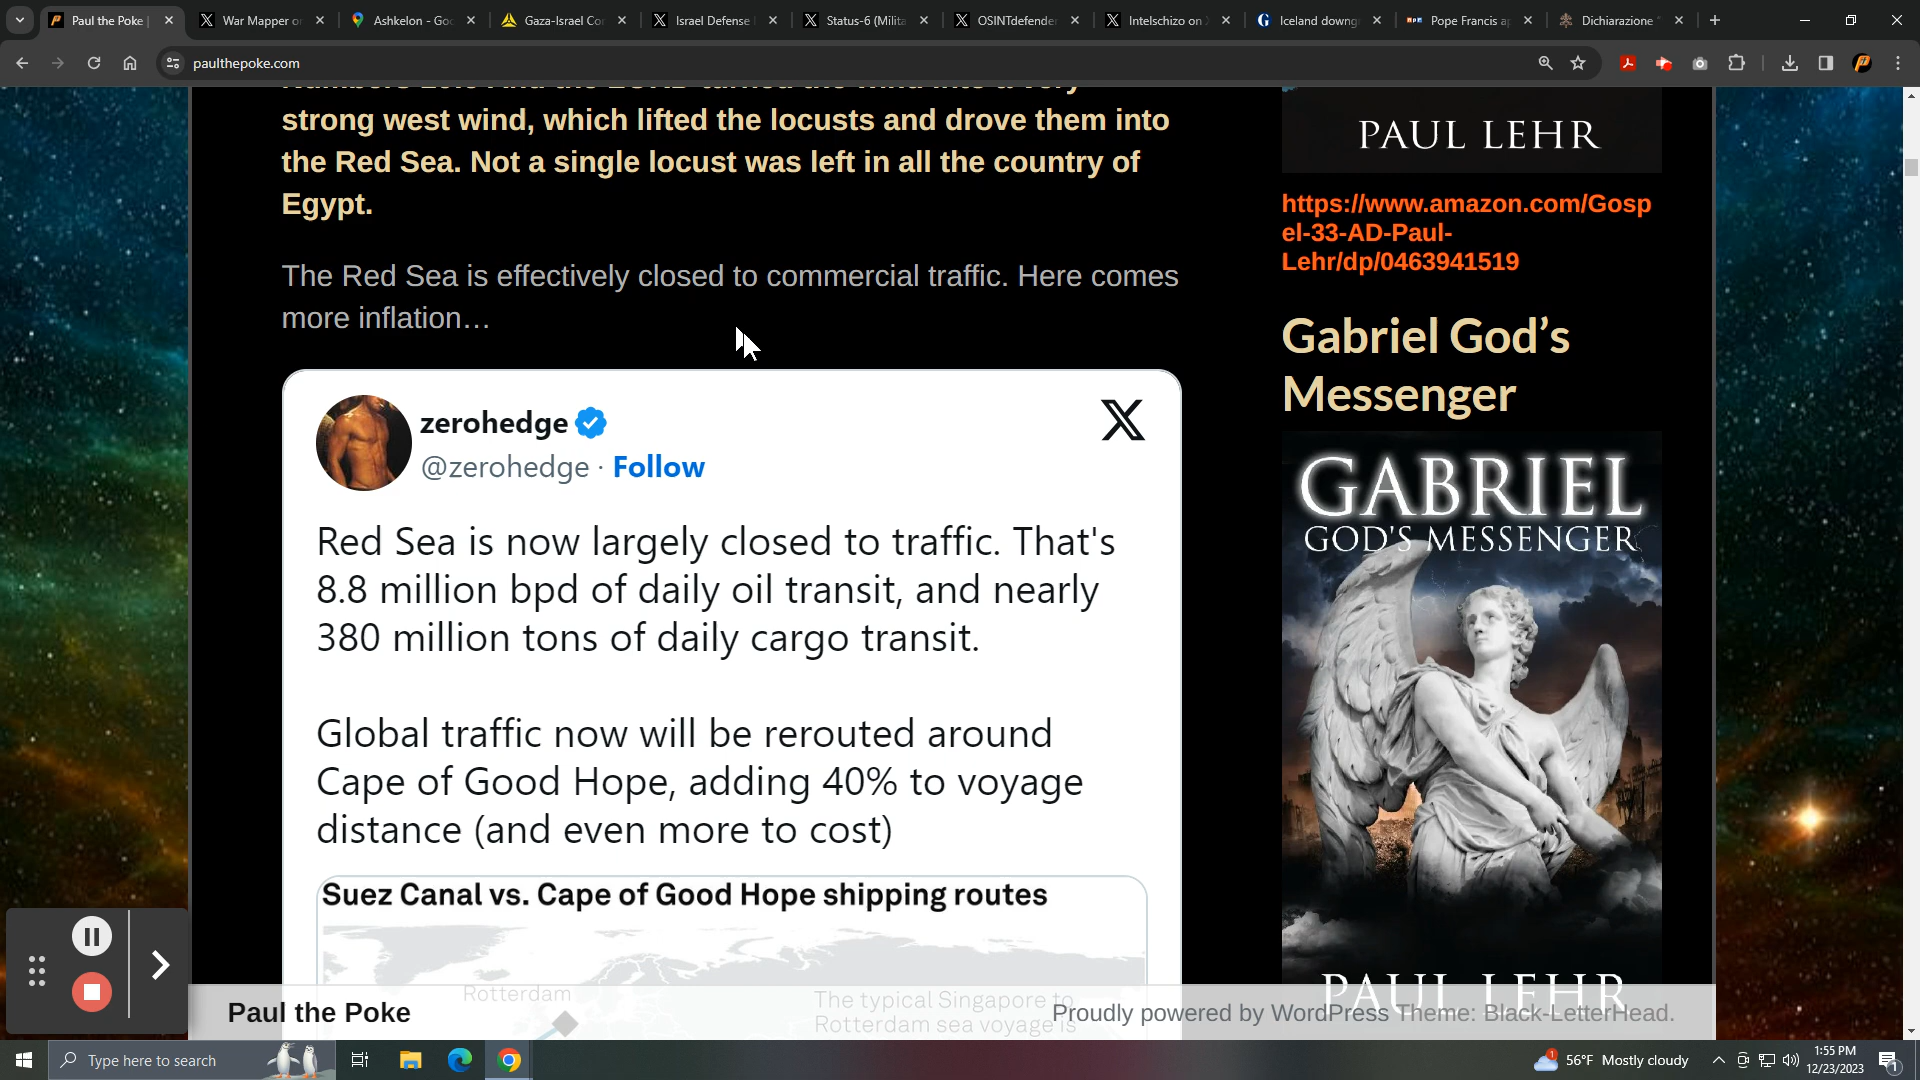 Paul the Poke |
War Mapper on
Ashkelon - Goo
Gaza-Israel Con
Israel Defense
Status-6 (Milita
OSINTdefender
Intelschizo on
Iceland downg
Pope Francis ap
Dichiarazione "
paulthepoke.com
strong west wind, which lifted the locusts and drove them into
the Red Sea. Not a single locust was left in all the country of
Egypt.
The Red Sea is effectively closed to commercial traffic. Here comes
more inflation…
zerohedge
@zerohedge · Follow
Red Sea is now largely closed to traffic. That's
8.8 million bpd of daily oil transit, and nearly
380 million tons of daily cargo transit.
Global traffic now will be rerouted around
Cape of Good Hope, adding 40% to voyage
distance (and even more to cost)
Suez Canal vs. Cape of Good Hope shipping routes
Rotterdam
The typical Singapore to
Rotterdam sea voyage is
PAUL LEHR
https://www.amazon.com/Gosp
el-33-AD-Paul-
Lehr/dp/0463941519
Gabriel God’s
Messenger
GABRIEL
GOD'S MESSENGER
PAUL LEHR
Paul the Poke
Proudly powered by WordPress Theme: Black-LetterHead.
Type here to search
56°F Mostly cloudy
1:55 PM
12/23/2023